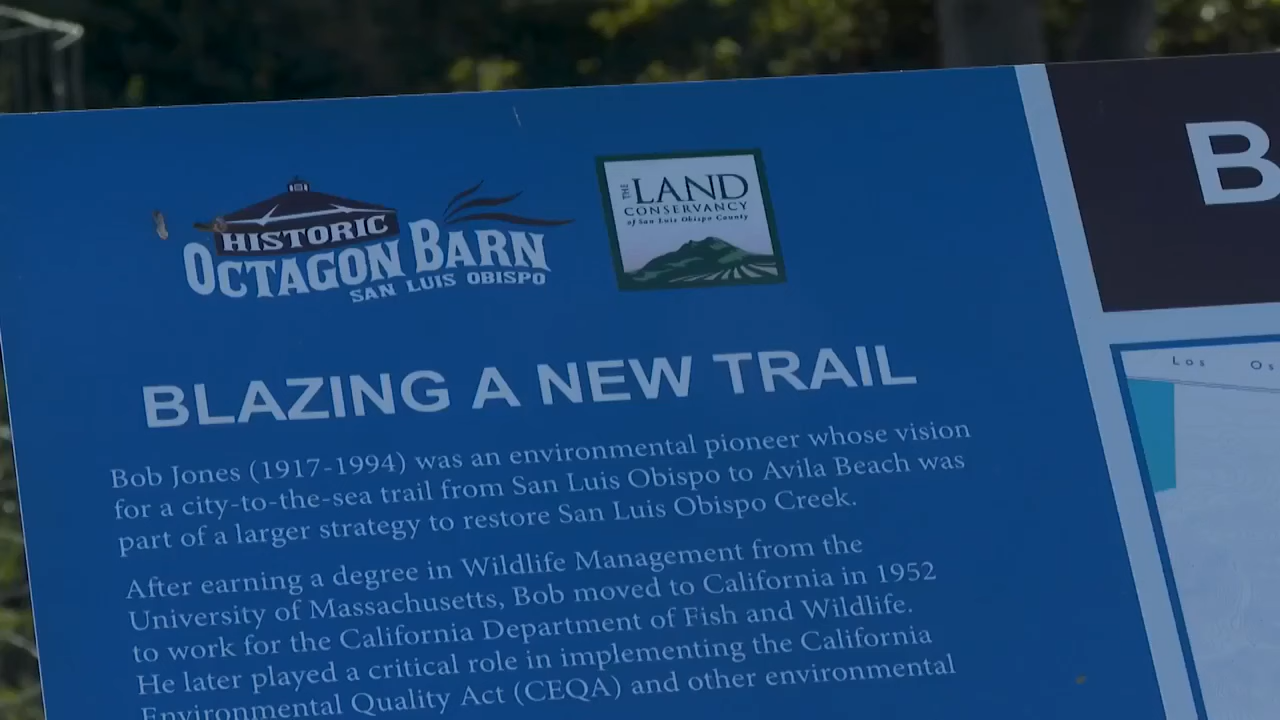 HISTORIC
OCTAGON BARN
SAN LUIS OBISPO
THE LAND
CONSERVANCY
of San Luis Obispo County
B
BLAZING A NEW TRAIL
Bob Jones (1917-1994) was an environmental pioneer whose vision
for a city-to-the-sea trail from San Luis Obispo to Avila Beach was
part of a larger strategy to restore San Luis Obispo Creek.
After earning a degree in Wildlife Management from the
University of Massachusetts, Bob moved to California in 1952
to work for the California Department of Fish and Wildlife.
He later played a critical role in implementing the California
Environmental Quality Act (CEQA) and other environmental
Los Os